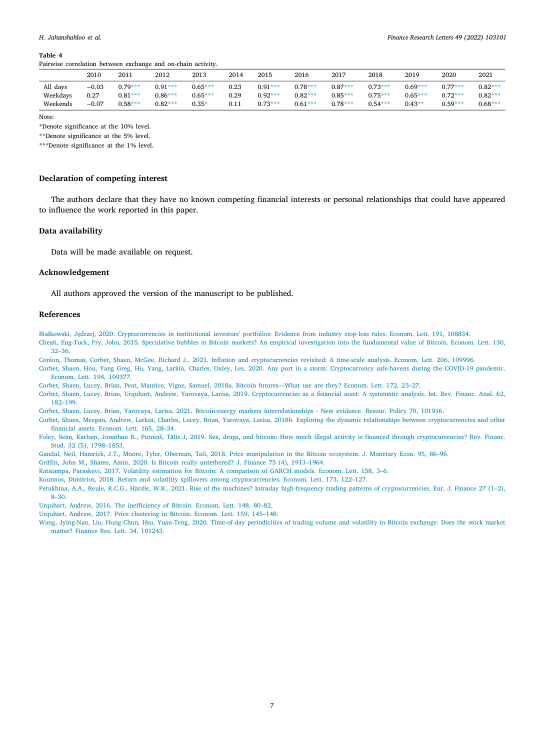 H. Jahanshahloo et al.
Finance Research Letters 49 (2022) 103101
Table 4
Pairwise correlation between exchange and on-chain activity.
2010 2011 2012 2013 2014 2015 2016 2017 2018 2019 2020 2021
All days −0.03 0.79*** 0.91*** 0.65*** 0.23 0.91*** 0.78*** 0.87*** 0.73*** 0.69*** 0.77*** 0.82***
Weekdays 0.27 0.81*** 0.86*** 0.65*** 0.29 0.92*** 0.82*** 0.85*** 0.75*** 0.65*** 0.72*** 0.82***
Weekends −0.07 0.58*** 0.82*** 0.35* 0.11 0.73*** 0.61*** 0.78*** 0.54*** 0.43** 0.59*** 0.68***
Note:
*Denote significance at the 10% level.
**Denote significance at the 5% level.
***Denote significance at the 1% level.
Declaration of competing interest
The authors declare that they have no known competing financial interests or personal relationships that could have appeared
to influence the work reported in this paper.
Data availability
Data will be made available on request.
Acknowledgement
All authors approved the version of the manuscript to be published.
References
Białkowski, Jędrzej, 2020. Cryptocurrencies in institutional investors' portfolios: Evidence from industry stop-loss rules. Econom. Lett. 191, 108834.
Cheah, Eng-Tuck, Fry, John, 2015. Speculative bubbles in Bitcoin markets? An empirical investigation into the fundamental value of Bitcoin. Econom. Lett. 130,
32–36.
Conlon, Thomas, Corbet, Shaen, McGee, Richard J., 2021. Inflation and cryptocurrencies revisited: A time-scale analysis. Econom. Lett. 206, 109996.
Corbet, Shaen, Hou, Yang Greg, Hu, Yang, Larkin, Charles, Oxley, Les, 2020. Any port in a storm: Cryptocurrency safe-havens during the COVID-19 pandemic.
Econom. Lett. 194, 109377.
Corbet, Shaen, Lucey, Brian, Peat, Maurice, Vigne, Samuel, 2018a. Bitcoin futures—What use are they? Econom. Lett. 172, 23–27.
Corbet, Shaen, Lucey, Brian, Urquhart, Andrew, Yarovaya, Larisa, 2019. Cryptocurrencies as a financial asset: A systematic analysis. Int. Rev. Financ. Anal. 62,
182–199.
Corbet, Shaen, Lucey, Brian, Yarovaya, Larisa, 2021. Bitcoin-energy markets interrelationships - New evidence. Resour. Policy 70, 101916.
Corbet, Shaen, Meegan, Andrew, Larkin, Charles, Lucey, Brian, Yarovaya, Larisa, 2018b. Exploring the dynamic relationships between cryptocurrencies and other
financial assets. Econom. Lett. 165, 28–34.
Foley, Sean, Karlsen, Jonathan R., Putniņš, Tālis J, 2019. Sex, drugs, and bitcoin: How much illegal activity is financed through cryptocurrencies? Rev. Financ.
Stud. 32 (5), 1798–1853.
Gandal, Neil, Hamrick, J.T., Moore, Tyler, Oberman, Tali, 2018. Price manipulation in the Bitcoin ecosystem. J. Monetary Econ. 95, 86–96.
Griffin, John M., Shams, Amin, 2020. Is Bitcoin really untethered? J. Finance 75 (4), 1913–1964.
Katsiampa, Paraskevi, 2017. Volatility estimation for Bitcoin: A comparison of GARCH models. Econom. Lett. 158, 3–6.
Koutmos, Dimitrios, 2018. Return and volatility spillovers among cryptocurrencies. Econom. Lett. 173, 122–127.
Petukhina, A.A., Reule, R.C.G., Härdle, W.K., 2021. Rise of the machines? Intraday high-frequency trading patterns of cryptocurrencies. Eur. J. Finance 27 (1–2),
8–30.
Urquhart, Andrew, 2016. The inefficiency of Bitcoin. Econom. Lett. 148, 80–82.
Urquhart, Andrew, 2017. Price clustering in Bitcoin. Econom. Lett. 159, 145–148.
Wang, Jying-Nan, Liu, Hung-Chun, Hsu, Yuan-Teng, 2020. Time-of-day periodicities of trading volume and volatility in Bitcoin exchange: Does the stock market
matter? Finance Res. Lett. 34, 101243.
7